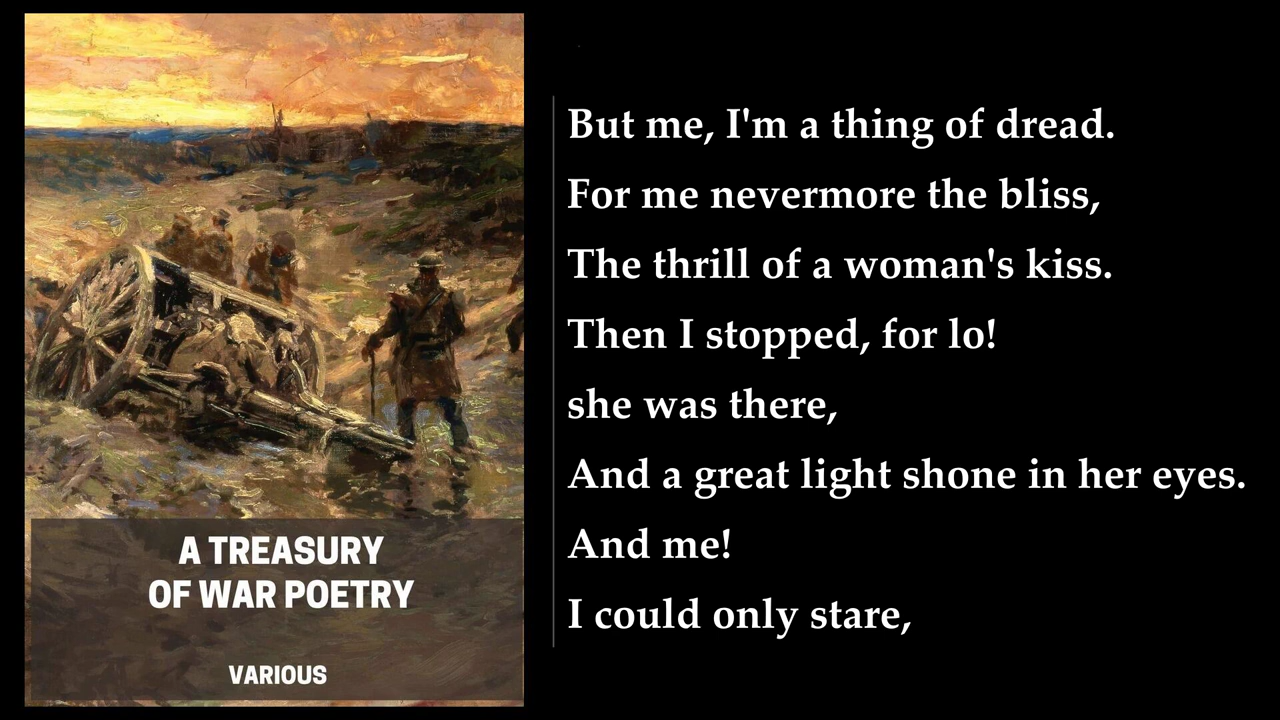 A TREASURY
OF WAR POETRY
VARIOUS
But me, I'm a thing of dread.
For me nevermore the bliss,
The thrill of a woman's kiss.
Then I stopped, for lo!
she was there,
And a great light shone in her eyes.
And me!
I could only stare,